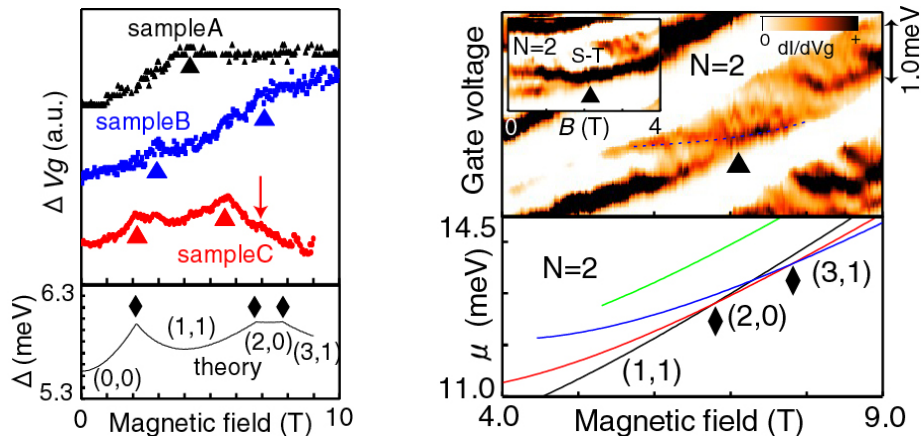 sampleA
sampleB
sampleC
Δ Vg (a.u.)
6.3
5.3
Δ (meV)
(0,0)
(1,1)
theory
(2,0)
(3,1)
0
10
Magnetic field (T)
N=2
S-T
0
B (T)
4
0
+
dI/dVg
N=2
1.0meV
Gate voltage
14.5
11.0
μ (meV)
N=2
(3,1)
(2,0)
(1,1)
4.0
9.0
Magnetic field (T)